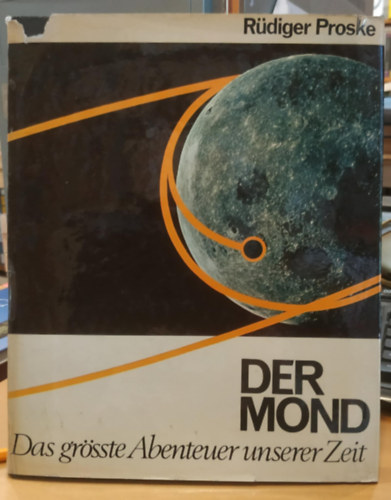 Rüdiger Proske
DER
MOND
Das grösste Abenteuer unserer Zeit